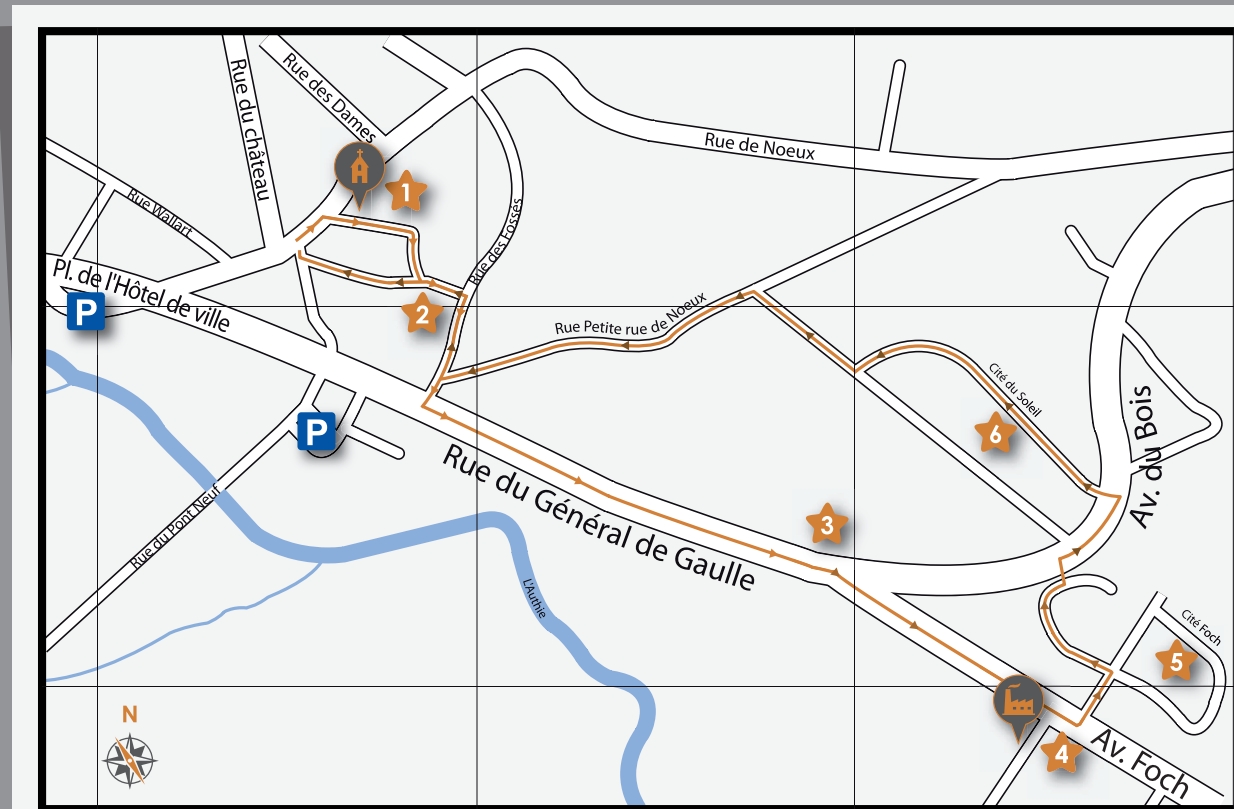 Rue du château
Rue des Dames
Rue de Noeux
1
Rue Wallart
Rue des Fossés
Pl. de l'Hôtel de ville
P
2
Rue Petite rue de Noeux
Cité du Soleil
6
Av. du Bois
P
Rue du Général de Gaulle
3
Rue du Pont Neuf
L'Authie
Cité Foch
5
N
4
Av. Foch